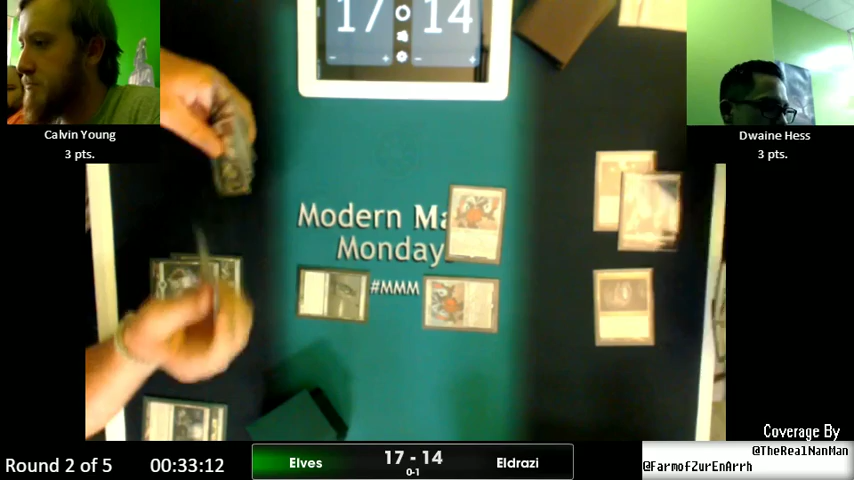 17 14
- + - +
Calvin Young
3 pts.
Dwaine Hess
3 pts.
Modern Ma
Monday
#MMM
Coverage By
@TheRealNanMan
@FarmofZurEnArrh
Round 2 of 5
00:33:12
Elves
17 - 14
0-1
Eldrazi